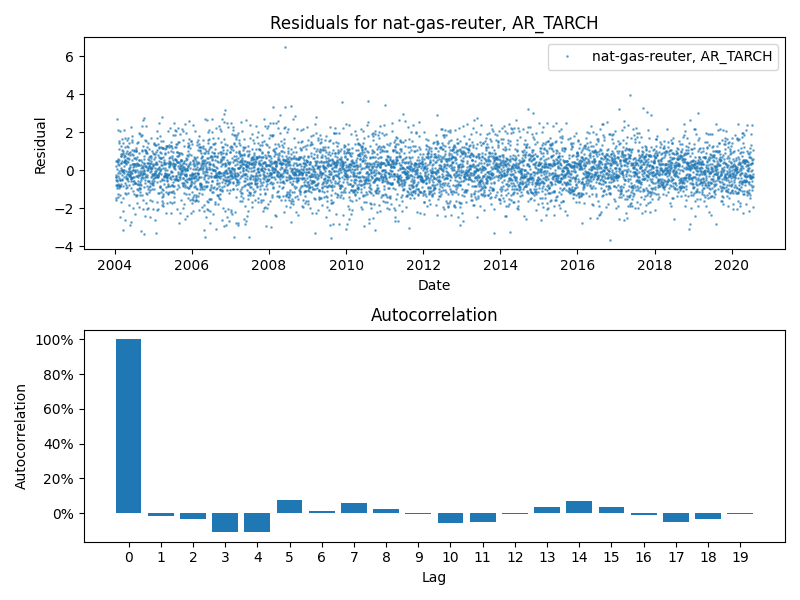 Residuals for nat-gas-reuter, AR_TARCH
nat-gas-reuter, AR_TARCH
6
4
2
0
−2
−4
Residual
2004 2006 2008 2010 2012 2014 2016 2018 2020
Date
Autocorrelation
100%
80%
60%
40%
20%
0%
Autocorrelation
0 1 2 3 4 5 6 7 8 9 10 11 12 13 14 15 16 17 18 19
Lag